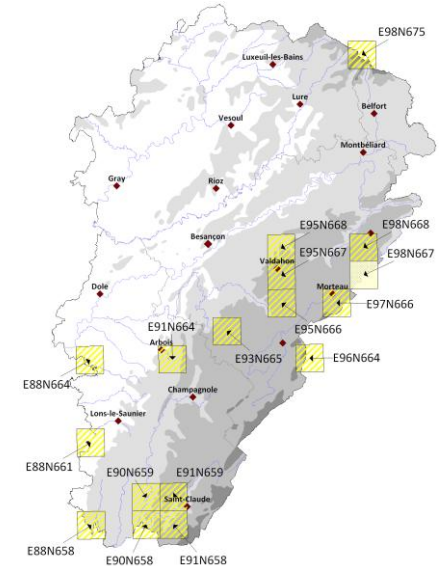 E98N675
Luxeuil-les-Bains
Lure
Belfort
Vesoul
Montbéliard
Gray
Rioz
Besançon
E95N668
E98N668
E95N667
Valdahon
E98N667
Dole
Morteau
E97N666
E91N664
E95N666
Arbois
E93N665
E96N664
E88N664
Champagnole
Lons-le-Saunier
E88N661
E90N659
E91N659
Saint-Claude
E88N658
E90N658
E91N658